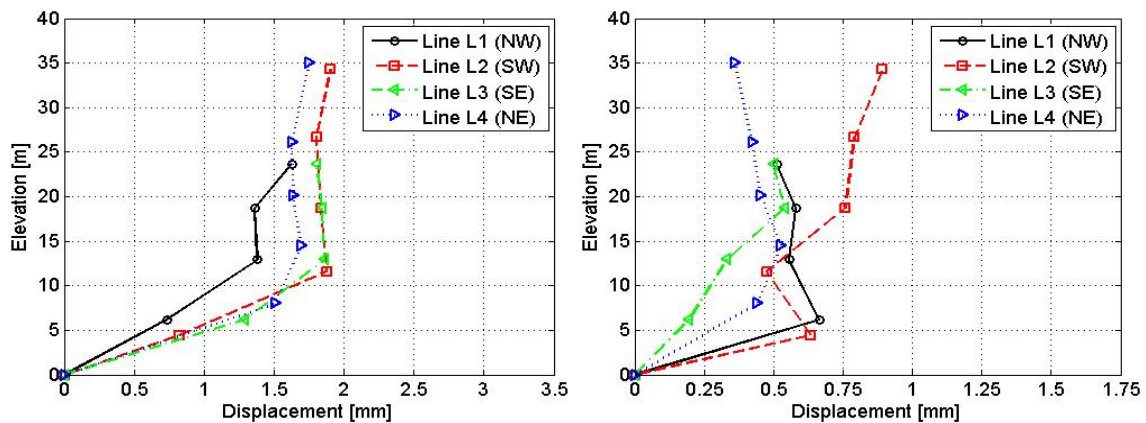 40
35
30
25
20
15
10
5
0
Elevation [m]
0
0.5
1
1.5
2
2.5
3
3.5
Displacement [mm]
Line L1 (NW)
Line L2 (SW)
Line L3 (SE)
Line L4 (NE)
40
35
30
25
20
15
10
5
0
Elevation [m]
0
0.25
0.5
0.75
1
1.25
1.5
1.75
Displacement [mm]
Line L1 (NW)
Line L2 (SW)
Line L3 (SE)
Line L4 (NE)